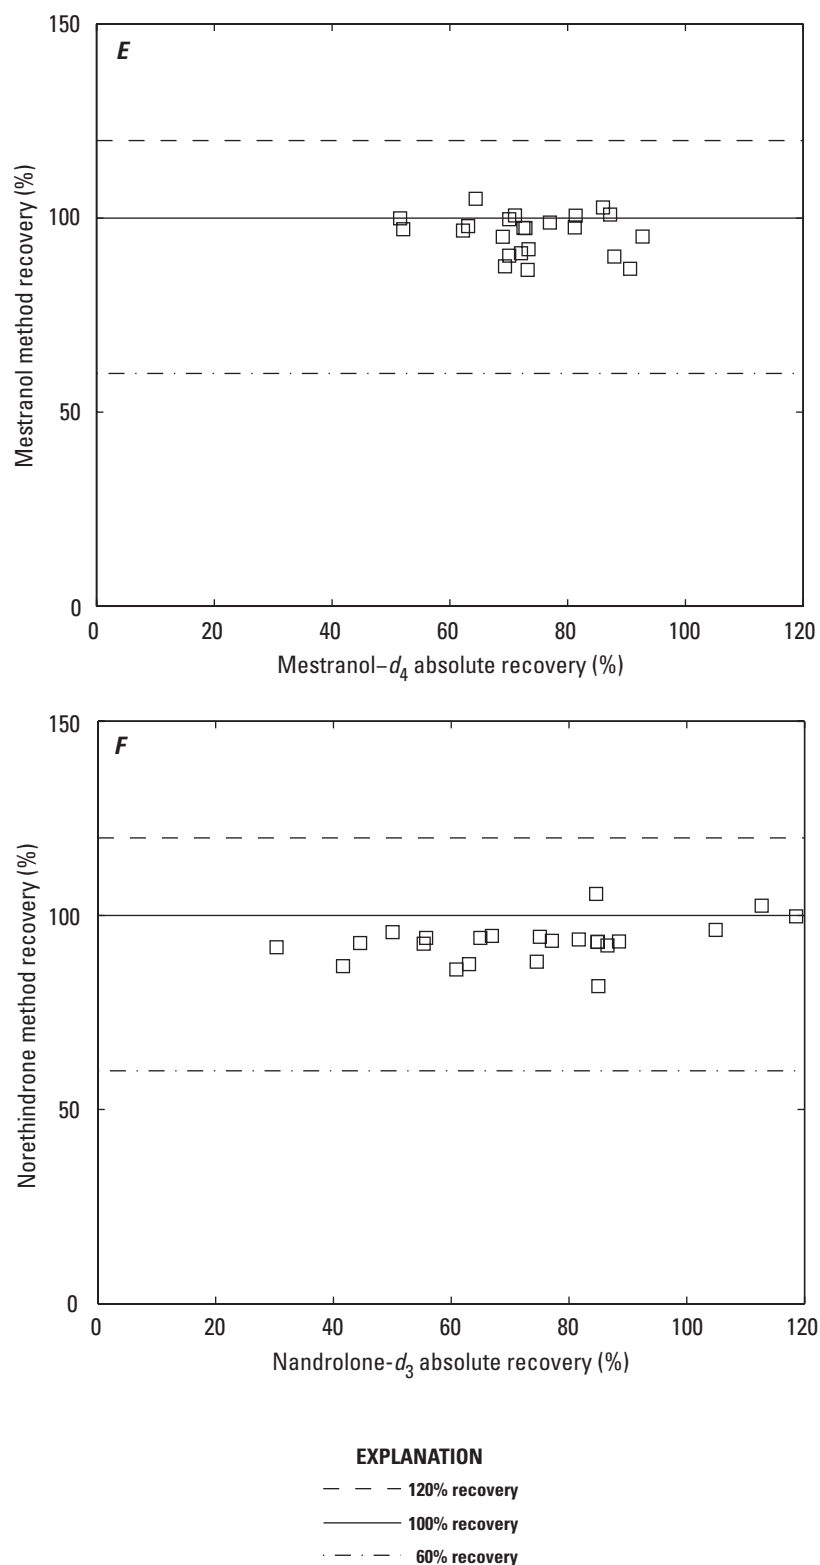 150
E
100
50
0
Mestranol method recovery (%)
0 20 40 60 80 100 120
Mestranol–d4 absolute recovery (%)
150
F
100
50
0
Norethindrone method recovery (%)
0 20 40 60 80 100 120
Nandrolone-d3 absolute recovery (%)
EXPLANATION
120% recovery
100% recovery
60% recovery